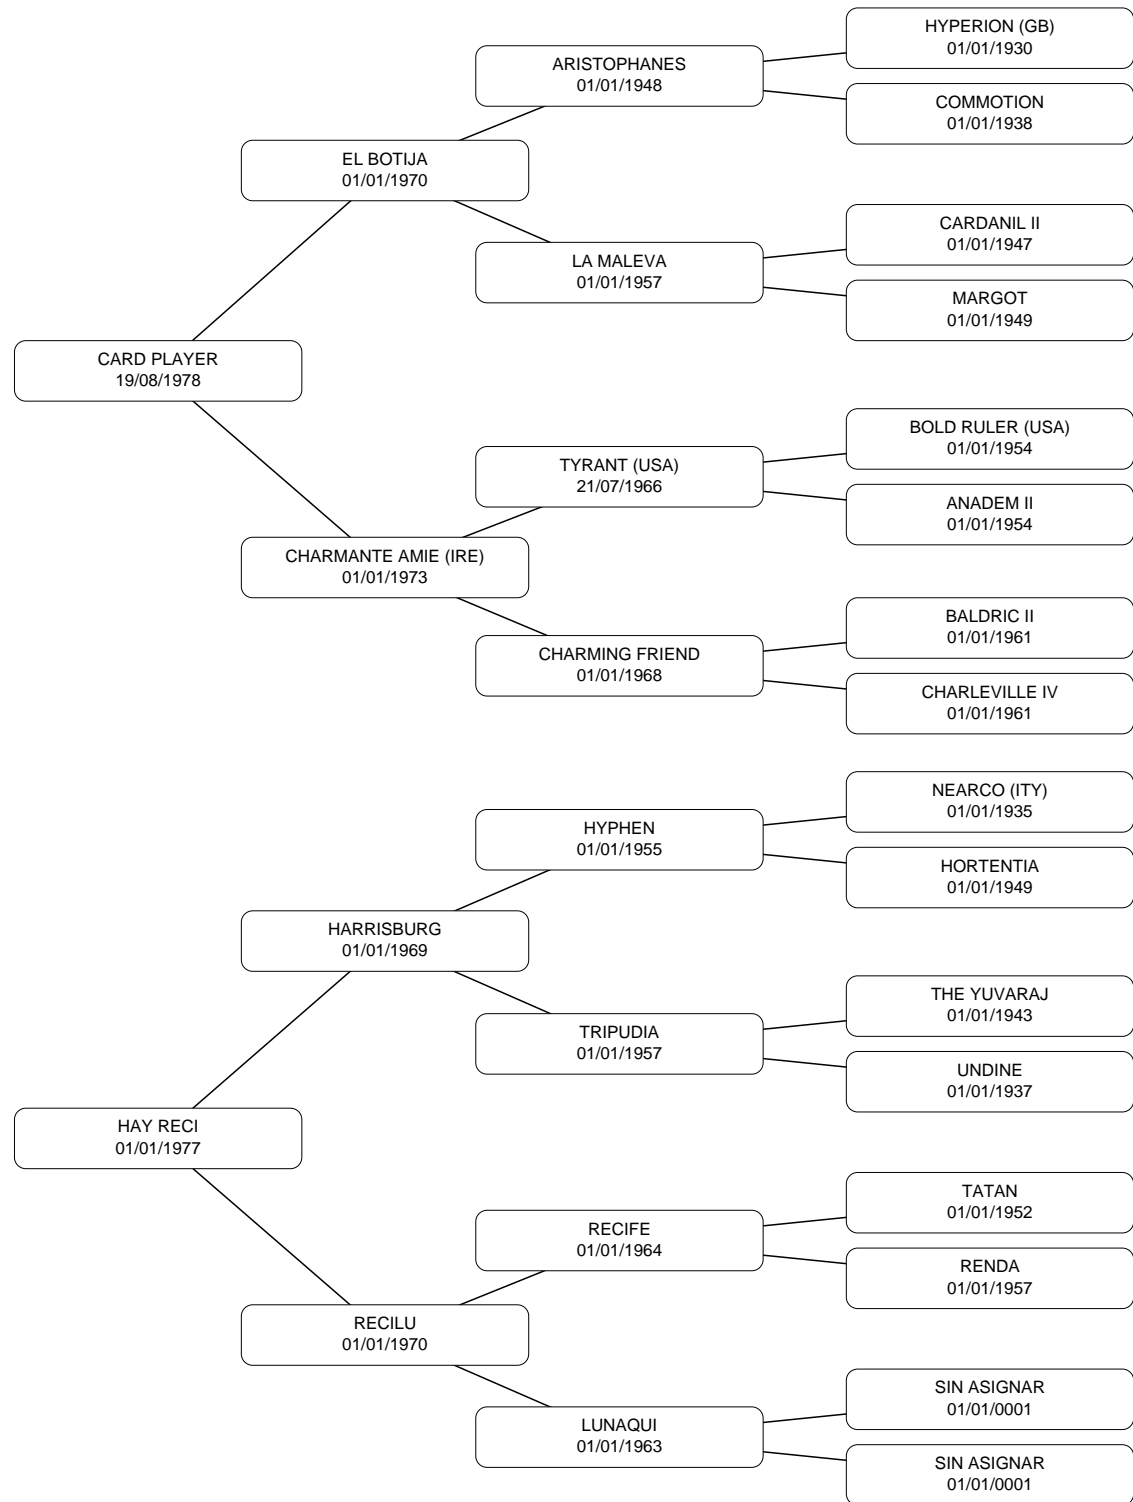 HYPERION (GB)
01/01/1930
ARISTOPHANES
01/01/1948
COMMOTION
01/01/1938
EL BOTIJA
01/01/1970
CARDANIL II
01/01/1947
LA MALEVA
01/01/1957
MARGOT
01/01/1949
CARD PLAYER
19/08/1978
BOLD RULER (USA)
01/01/1954
TYRANT (USA)
21/07/1966
ANADEM II
01/01/1954
CHARMANTE AMIE (IRE)
01/01/1973
BALDRIC II
01/01/1961
CHARMING FRIEND
01/01/1968
CHARLEVILLE IV
01/01/1961
NEARCO (ITY)
01/01/1935
HYPHEN
01/01/1955
HORTENTIA
01/01/1949
HARRISBURG
01/01/1969
THE YUVARAJ
01/01/1943
TRIPUDIA
01/01/1957
UNDINE
01/01/1937
HAY RECI
01/01/1977
TATAN
01/01/1952
RECIFE
01/01/1964
RENDA
01/01/1957
RECILU
01/01/1970
SIN ASIGNAR
01/01/0001
LUNAQUI
01/01/1963
SIN ASIGNAR
01/01/0001